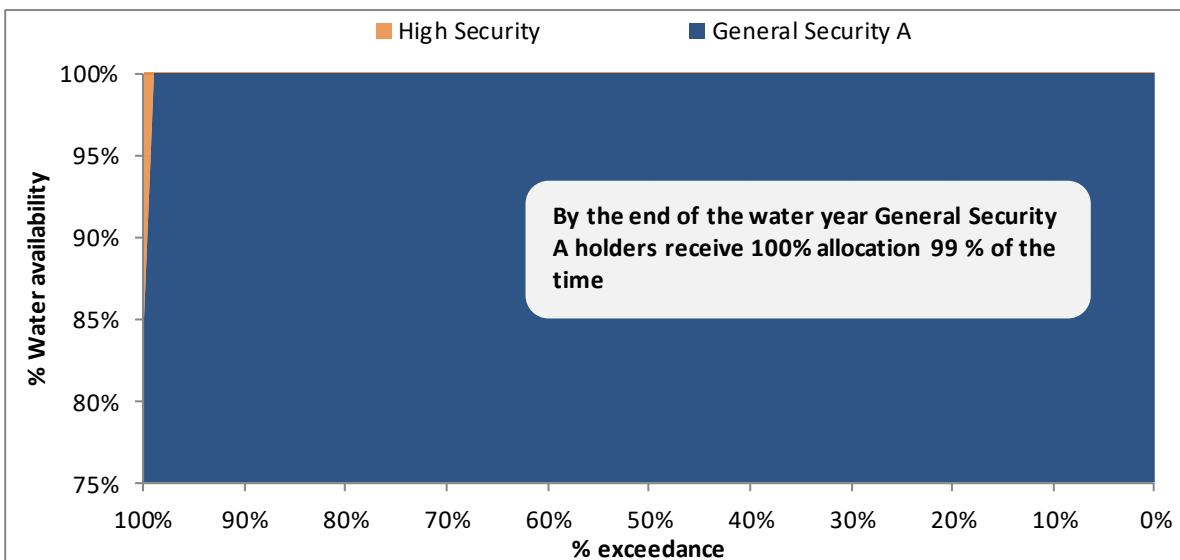 High Security
General Security A
100%
95%
90%
85%
80%
75%
% Water availability
By the end of the water year General Security
A holders receive 100% allocation 99 % of the
time
100% 90% 80% 70% 60% 50% 40% 30% 20% 10% 0%
% exceedance